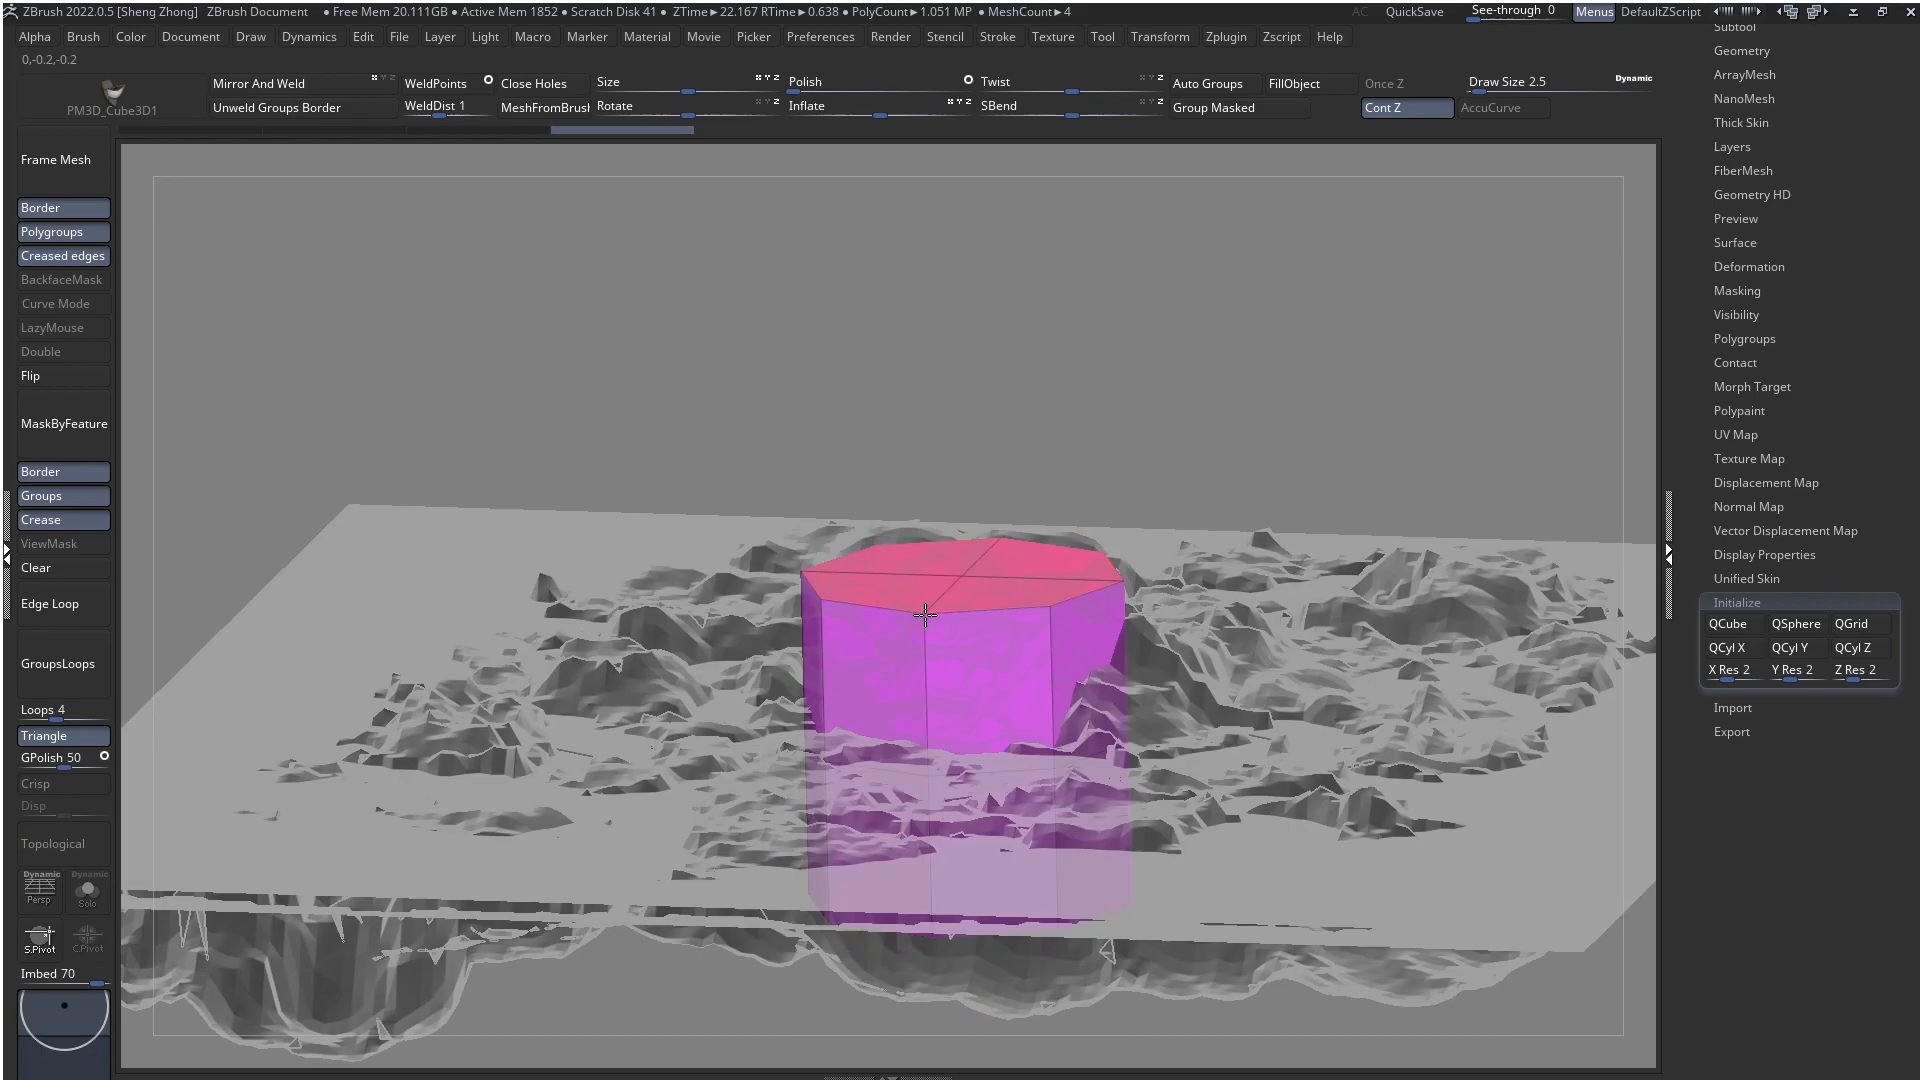 ZBrush 2022.0.5 [Sheng Zhong] ZBrush Document ● Free Mem 20.111GB ● Active Mem 1852 ● Scratch Disk 41 ● ZTime►22.167 RTime►0.638 ● PolyCount►1.051 MP ● MeshCount►4 AC QuickSave See-through 0 Menus DefaultZScript
Alpha Brush Color Document Draw Dynamics Edit File Layer Light Macro Marker Material Movie Picker Preferences Render Stencil Stroke Texture Tool Transform Zplugin Zscript Help
0,-0.2,-0.2
PM3D_Cube3D1
Mirror And Weld WeldPoints Close Holes Size Polish Twist Auto Groups FillObject Once Z Draw Size 2.5 Dynamic
Unweld Groups Border WeldDist 1 MeshFromBrush Rotate Inflate SBend Group Masked Cont Z AccuCurve
Frame Mesh
Border
Polygroups
Creased edges
BackfaceMask
Curve Mode
LazyMouse
Double
Flip
MaskByFeature
Border
Groups
Crease
ViewMask
Clear
Edge Loop
GroupsLoops
Loops 4
Triangle
GPolish 50
Crisp
Disp
Topological
Dynamic Dynamic
Persp Solo
S.Pivot C.Pivot
Imbed 70
Subtool
Geometry
ArrayMesh
NanoMesh
Thick Skin
Layers
FiberMesh
Geometry HD
Preview
Surface
Deformation
Masking
Visibility
Polygroups
Contact
Morph Target
Polypaint
UV Map
Texture Map
Displacement Map
Normal Map
Vector Displacement Map
Display Properties
Unified Skin
Initialize
QCube QSphere QGrid
QCyl X QCyl Y QCyl Z
X Res 2 Y Res 2 Z Res 2
Import
Export